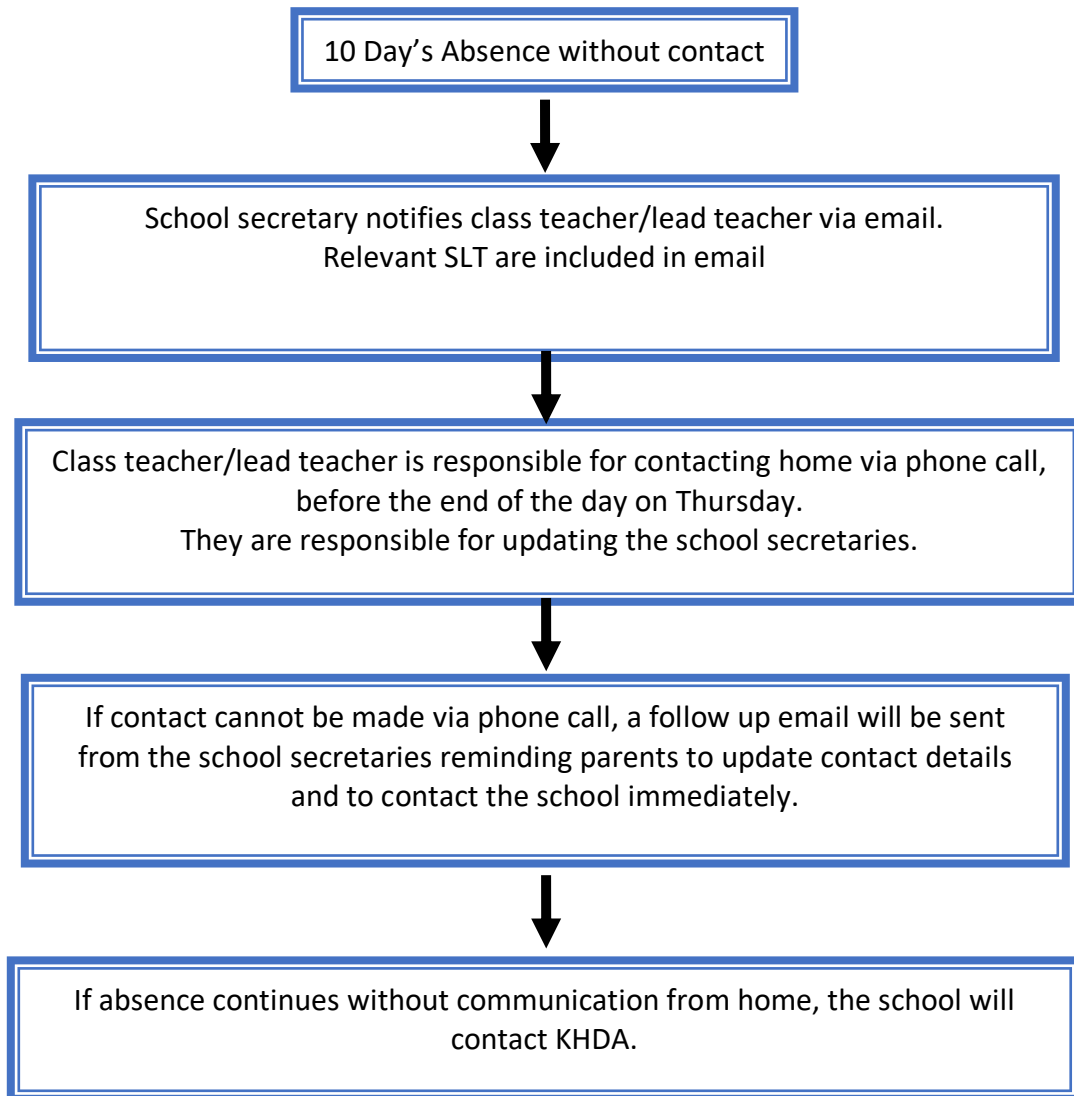 10 Day’s Absence without contact
School secretary notifies class teacher/lead teacher via email.
Relevant SLT are included in email
Class teacher/lead teacher is responsible for contacting home via phone call,
before the end of the day on Thursday.
They are responsible for updating the school secretaries.
If contact cannot be made via phone call, a follow up email will be sent
from the school secretaries reminding parents to update contact details
and to contact the school immediately.
If absence continues without communication from home, the school will
contact KHDA.